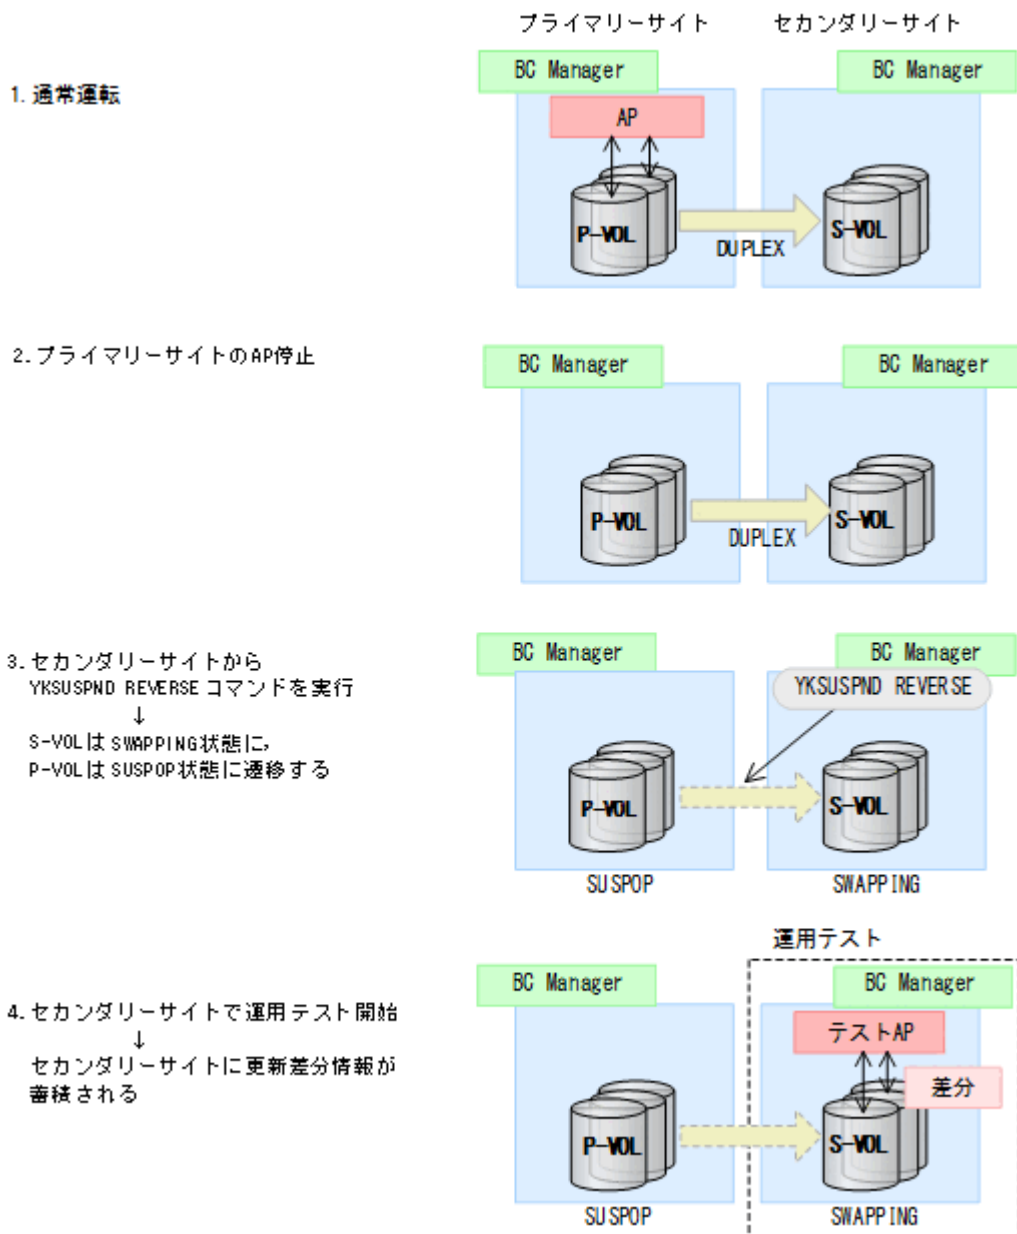 プライマリーサイト
セカンダリーサイト
1. 通常運転
BC Manager
BC Manager
AP
P-VOL
S-VOL
DUPLEX
2. プライマリーサイトのAP停止
BC Manager
BC Manager
P-VOL
S-VOL
DUPLEX
3. セカンダリーサイトから
YKSUSPND REVERSE コマンドを実行
↓
S-VOLは SWAPPING状態に,
P-VOLは SUSPOP状態に遷移する
BC Manager
BC Manager
YKSUSPND REVERSE
P-VOL
S-VOL
SUSPOP
SWAPPING
運用テスト
4. セカンダリーサイトで運用テスト開始
↓
セカンダリーサイトに更新差分情報が
蓄積される
BC Manager
BC Manager
テストAP
差分
P-VOL
S-VOL
SUSPOP
SWAPPING